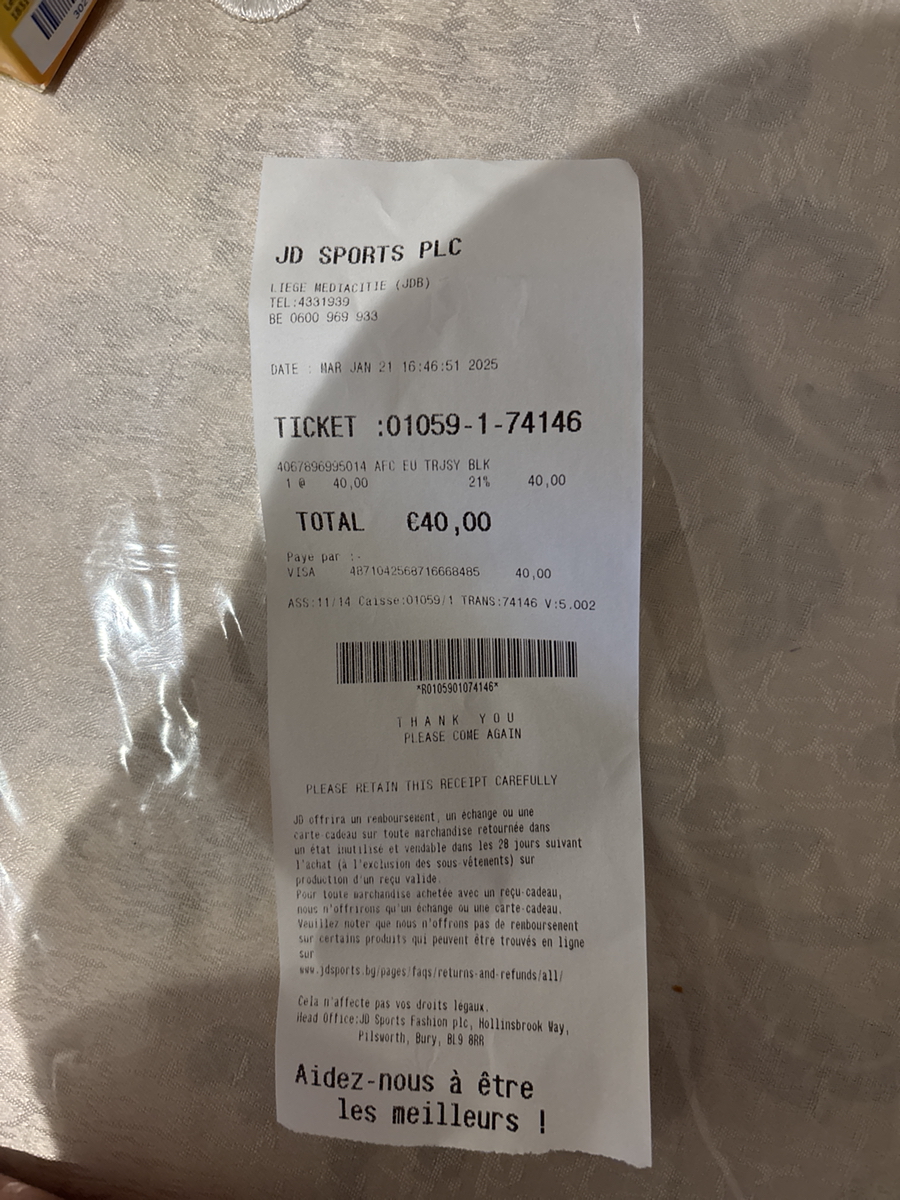 JD SPORTS PLC
LIEGE MEDIACITIE (JDB)
TEL:4331939
BE 0600 969 933
DATE : MAR JAN 21 16:46:51 2025
TICKET :01059-1-74146
4067896995014 AFC EU TRJSY BLK
1 @ 40,00 21% 40,00
TOTAL €40,00
Paye par :-
VISA 4871042568716668485 40,00
ASS:11/14 Caisse:01059/1 TRANS:74146 V:5.002
*R0105901074146*
THANK YOU
PLEASE COME AGAIN
PLEASE RETAIN THIS RECEIPT CAREFULLY
JD offrira un remboursement, un échange ou une
carte-cadeau sur toute marchandise retournée dans
un état inutilisé et vendable dans les 28 jours suivant
l'achat (à l'exclusion des sous-vêtements) sur
production d'un reçu valide.
Pour toute marchandise achetée avec un reçu-cadeau,
nous n'offrirons qu'un échange ou une carte-cadeau.
Veuillez noter que nous n'offrons pas de remboursement
sur certains produits qui peuvent être trouvés en ligne
sur
www.jdsports.bg/pages/faqs/returns-and-refunds/all/
Cela n'affecte pas vos droits légaux.
Head Office:JD Sports Fashion plc, Hollinsbrook Way,
Pilsworth, Bury, BL9 8RR
Aidez-nous à être
les meilleurs !